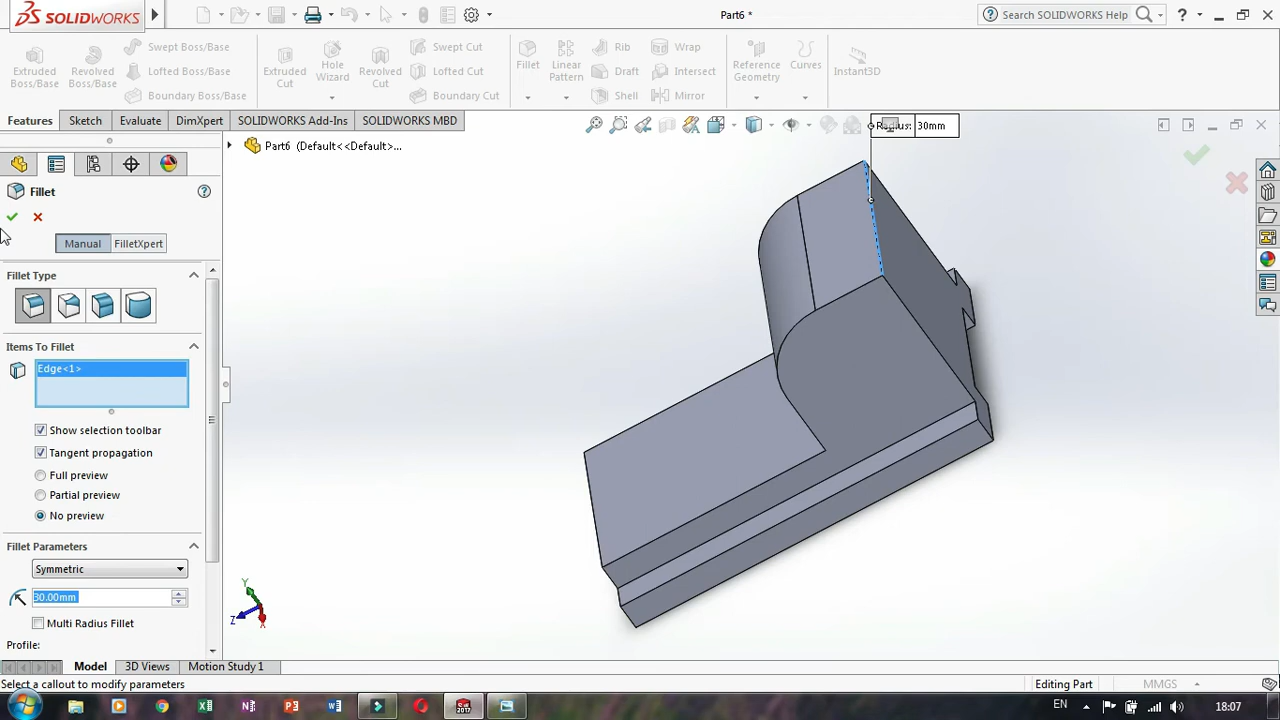 SOLIDWORKS
Part6 *
Search SOLIDWORKS Help
Extruded Boss/Base
Revolved Boss/Base
Swept Boss/Base
Lofted Boss/Base
Boundary Boss/Base
Extruded Cut
Hole Wizard
Revolved Cut
Swept Cut
Lofted Cut
Boundary Cut
Fillet
Linear Pattern
Rib
Draft
Shell
Wrap
Intersect
Mirror
Reference Geometry
Curves
Instant3D
Features
Sketch
Evaluate
DimXpert
SOLIDWORKS Add-Ins
SOLIDWORKS MBD
Part6 (Default<<Default>...
Radius: 30mm
Fillet
Manual
FilletXpert
Fillet Type
Items To Fillet
Edge<1>
Show selection toolbar
Tangent propagation
Full preview
Partial preview
No preview
Fillet Parameters
Symmetric
30.00mm
Multi Radius Fillet
Profile:
Y
Z
X
Model
3D Views
Motion Study 1
Select a callout to modify parameters
Editing Part
MMGS
EN
18:07